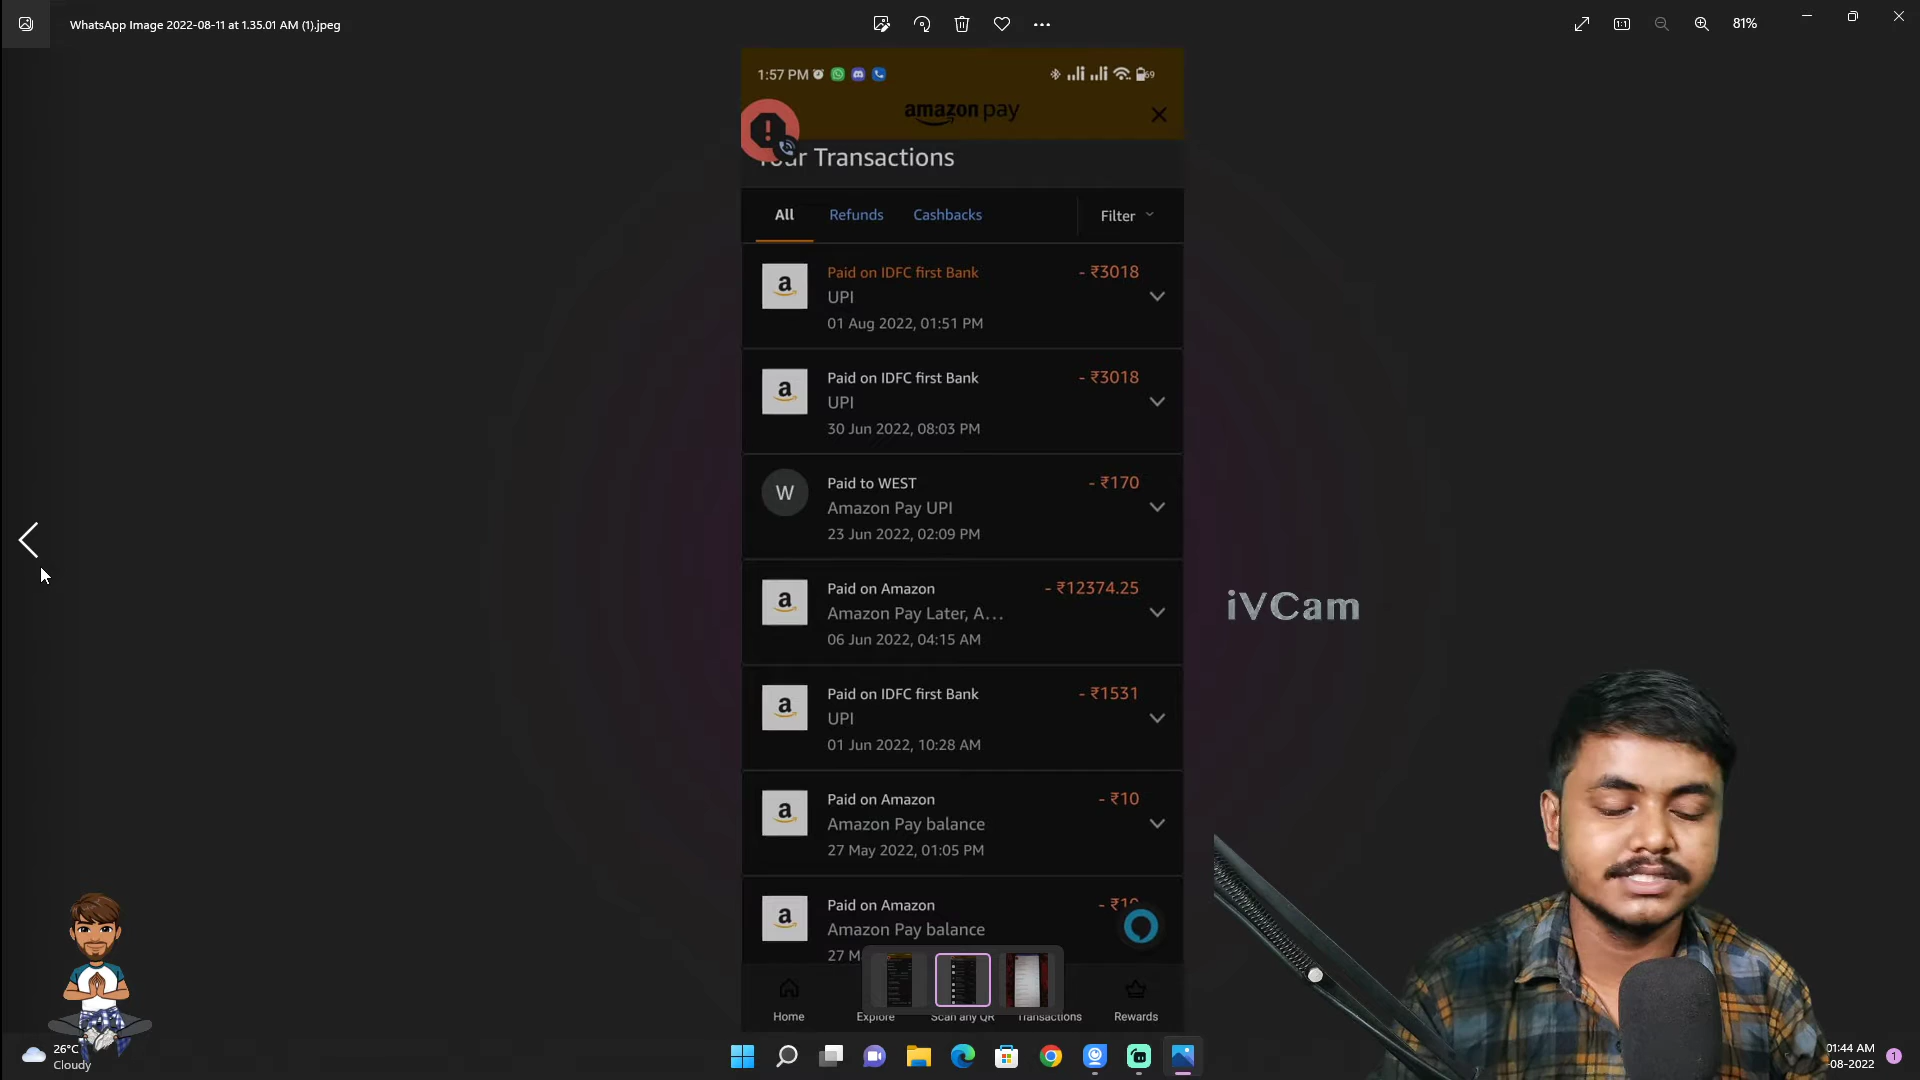 WhatsApp Image 2022-08-11 at 1.35.01 AM (1).jpeg
81%
1:57 PM
69
amazon pay
Transactions
All
Refunds
Cashbacks
Filter
Paid on IDFC first Bank
- ₹3018
UPI
01 Aug 2022, 01:51 PM
Paid on IDFC first Bank
- ₹3018
UPI
30 Jun 2022, 08:03 PM
W
Paid to WEST
- ₹170
Amazon Pay UPI
23 Jun 2022, 02:09 PM
Paid on Amazon
- ₹12374.25
Amazon Pay Later, A...
06 Jun 2022, 04:15 AM
Paid on IDFC first Bank
- ₹1531
UPI
01 Jun 2022, 10:28 AM
Paid on Amazon
- ₹10
Amazon Pay balance
27 May 2022, 01:05 PM
Paid on Amazon
- ₹10
Amazon Pay balance
27 M
Home
Explore
Scan any QR
Transactions
Rewards
iVCam
26°C
Cloudy
01:44 AM
-08-2022
1